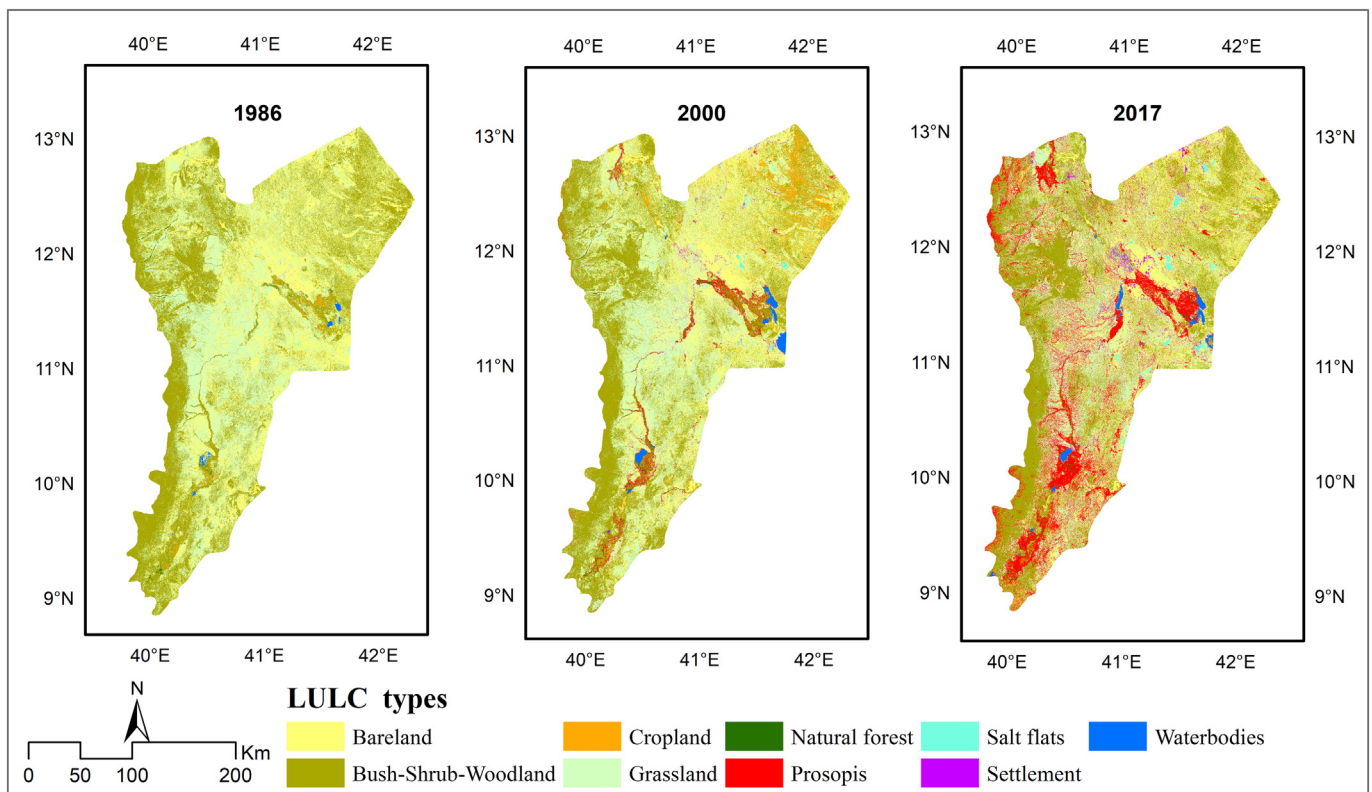 40°E 41°E 42°E 40°E 41°E 42°E 40°E 41°E 42°E
1986 2000 2017
13°N 13°N 13°N 13°N
12°N 12°N 12°N 12°N
11°N 11°N 11°N 11°N
10°N 10°N 10°N 10°N
9°N 9°N 9°N 9°N
40°E 41°E 42°E 40°E 41°E 42°E 40°E 41°E 42°E
N
Km
0 50 100 200
LULC types
Bareland Cropland Natural forest Salt flats Waterbodies
Bush-Shrub-Woodland Grassland Prosopis Settlement